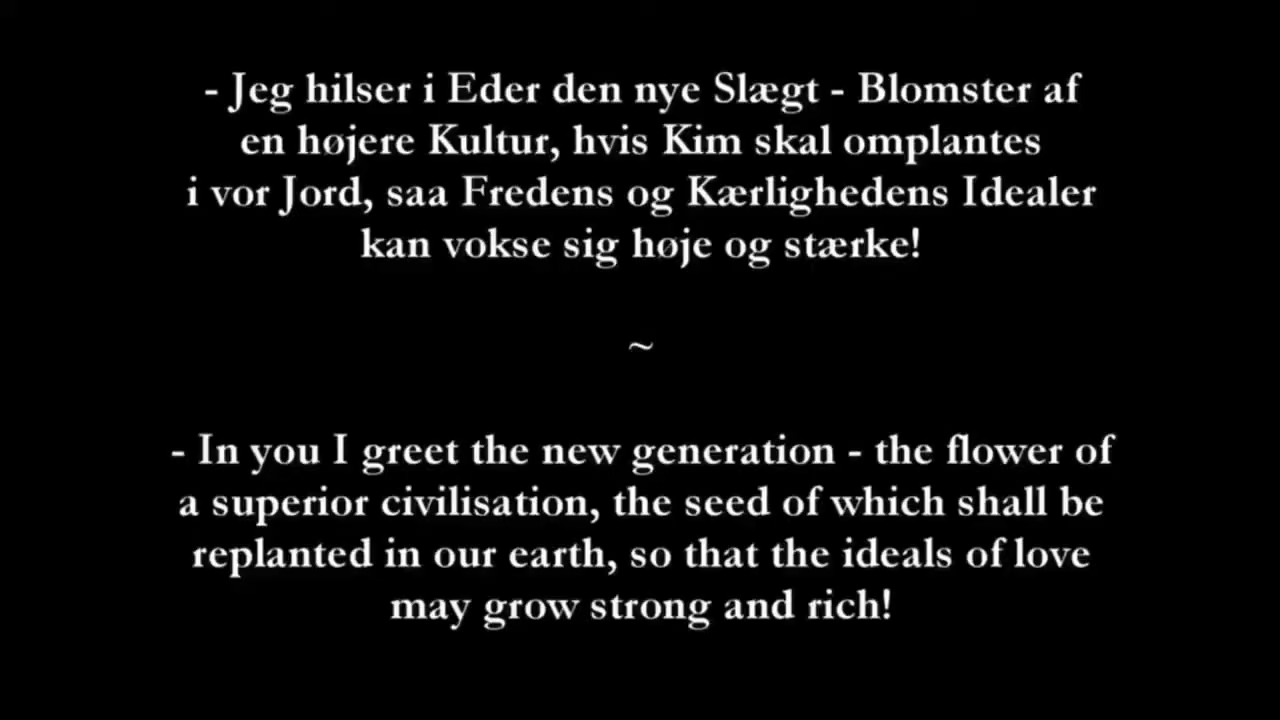 - Jeg hilser i Eder den nye Slægt - Blomster af
en højere Kultur, hvis Kim skal omplantes
i vor Jord, saa Fredens og Kærlighedens Idealer
kan vokse sig høje og stærke!
~
- In you I greet the new generation - the flower of
a superior civilisation, the seed of which shall be
replanted in our earth, so that the ideals of love
may grow strong and rich!